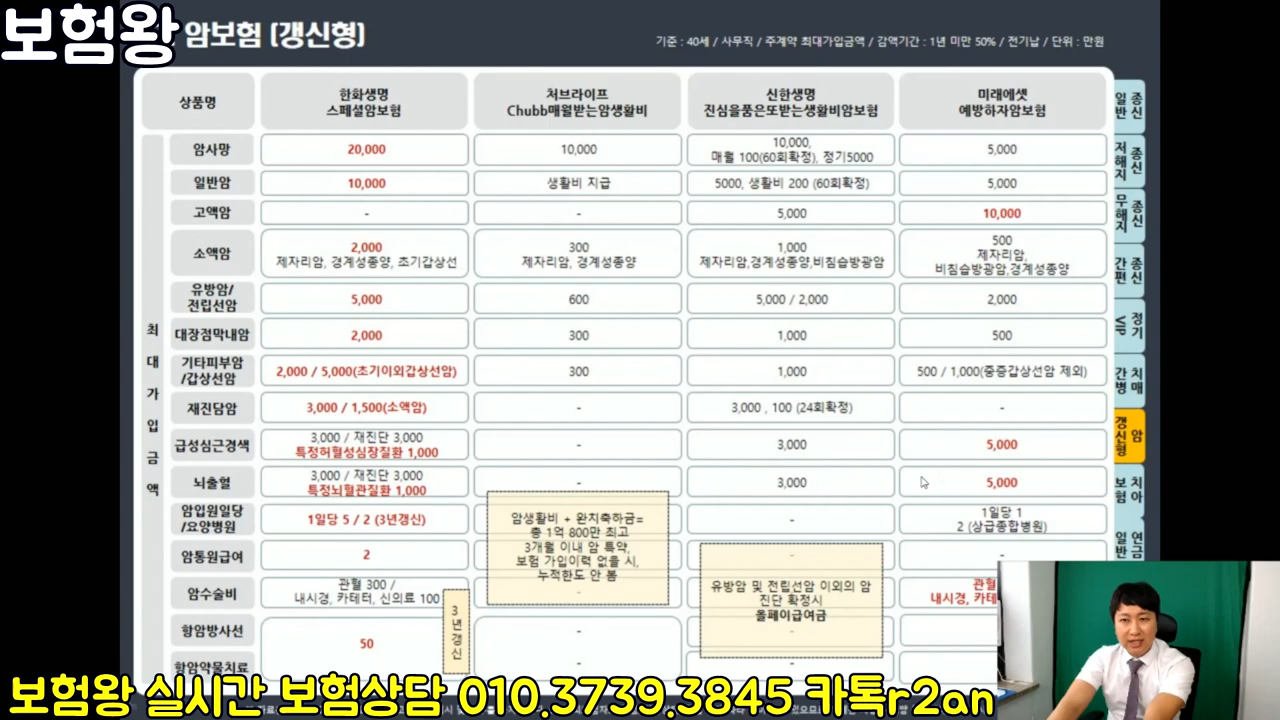 보험왕
암보험 [갱신형]
기준 : 40세 / 사무직 / 주계약 최대가입금액 / 감액기간 : 1년 미만 50% / 전기납 / 단위 : 만원
상품명
한화생명
스페셜암보험
처브라이프
Chubb매월받는암생활비
신한생명
진심을품은또받는생활비암보험
미래에셋
예방하자암보험
최대가입금액
암사망
20,000
10,000
10,000,
매월 100(60회확정), 정기5000
5,000
일반암
10,000
생활비 지급
5000, 생활비 200 (60회확정)
5,000
고액암
-
-
5,000
10,000
소액암
2,000
제자리암, 경계성종양, 초기갑상선
300
제자리암, 경계성종양
1,000
제자리암,경계성종양,비침습방광암
500
제자리암,
비침습방광암,경계성종양
유방암/
전립선암
5,000
600
5,000 / 2,000
2,000
대장점막내암
2,000
300
1,000
500
기타피부암
/갑상선암
2,000 / 5,000(초기이외갑상선암)
300
1,000
500 / 1,000(중증갑상선암 제외)
재진담암
3,000 / 1,500(소액암)
-
3,000 , 100 (24회확정)
-
급성심근경색
3,000 / 재진단 3,000
특정허혈성심장질환 1,000
-
3,000
5,000
뇌출혈
3,000 / 재진단 3,000
특정뇌혈관질환 1,000
-
3,000
5,000
암입원일당
/요양병원
1일당 5 / 2 (3년갱신)
-
1일당 1
2 (상급종합병원)
암통원급여
2
-
-
암수술비
관혈 300 /
내시경, 카테터, 신의료 100
-
관혈
내시경, 카테
항암방사선
50
-
-
항암약물치료
-
-
3년갱신
암생활비 + 완치축하금=
총 1억 800만 최고
3개월 이내 암 특약,
보험 가입이력 없을 시,
누적한도 안 봄
유방암 및 전립선암 이외의 암
진단 확정시
올페이급여금
종신 일반
종신 저해지
종신 무해지
종신 간편
정기 VIP
치매 간병
암 갱신형
치아 보험
연금 일반
보험왕 실시간 보험상담 010.3739.3845 카톡r2an